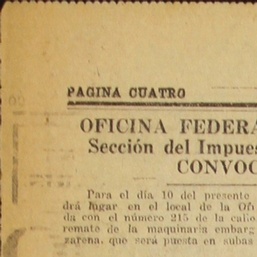 PAGINA CUATRO
OFICINA FEDERA
Sección del Impues
CONVOC
Para el día 10 del presente
drá lugar en el local de la Ofi
da con el número 215 de la calle
remate de la maquinaria embarg
zarena, que será puesta en subas